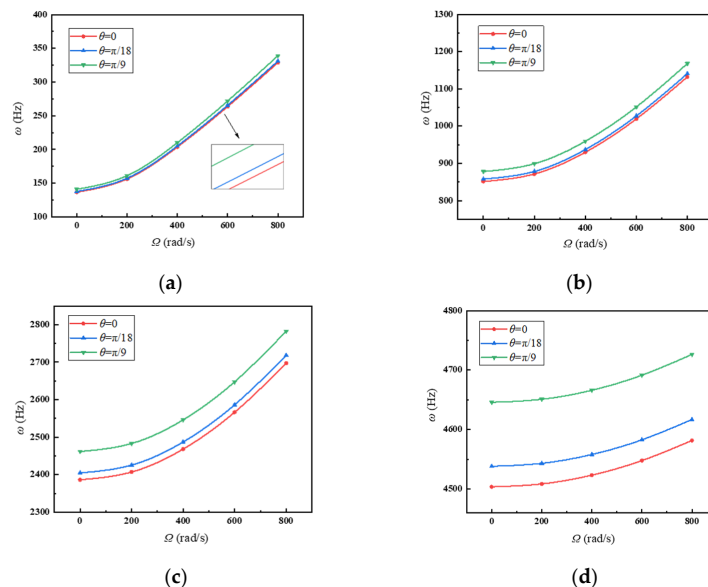 400
350
300
250
200
150
100
ω (Hz)
θ=0
θ=π/18
θ=π/9
0 200 400 600 800
Ω (rad/s)
(a)
1300
1200
1100
1000
900
800
ω (Hz)
θ=0
θ=π/18
θ=π/9
0 200 400 600 800
Ω (rad/s)
(b)
2800
2700
2600
2500
2400
2300
ω (Hz)
θ=0
θ=π/18
θ=π/9
0 200 400 600 800
Ω (rad/s)
(c)
4800
4700
4600
4500
ω (Hz)
θ=0
θ=π/18
θ=π/9
0 200 400 600 800
Ω (rad/s)
(d)